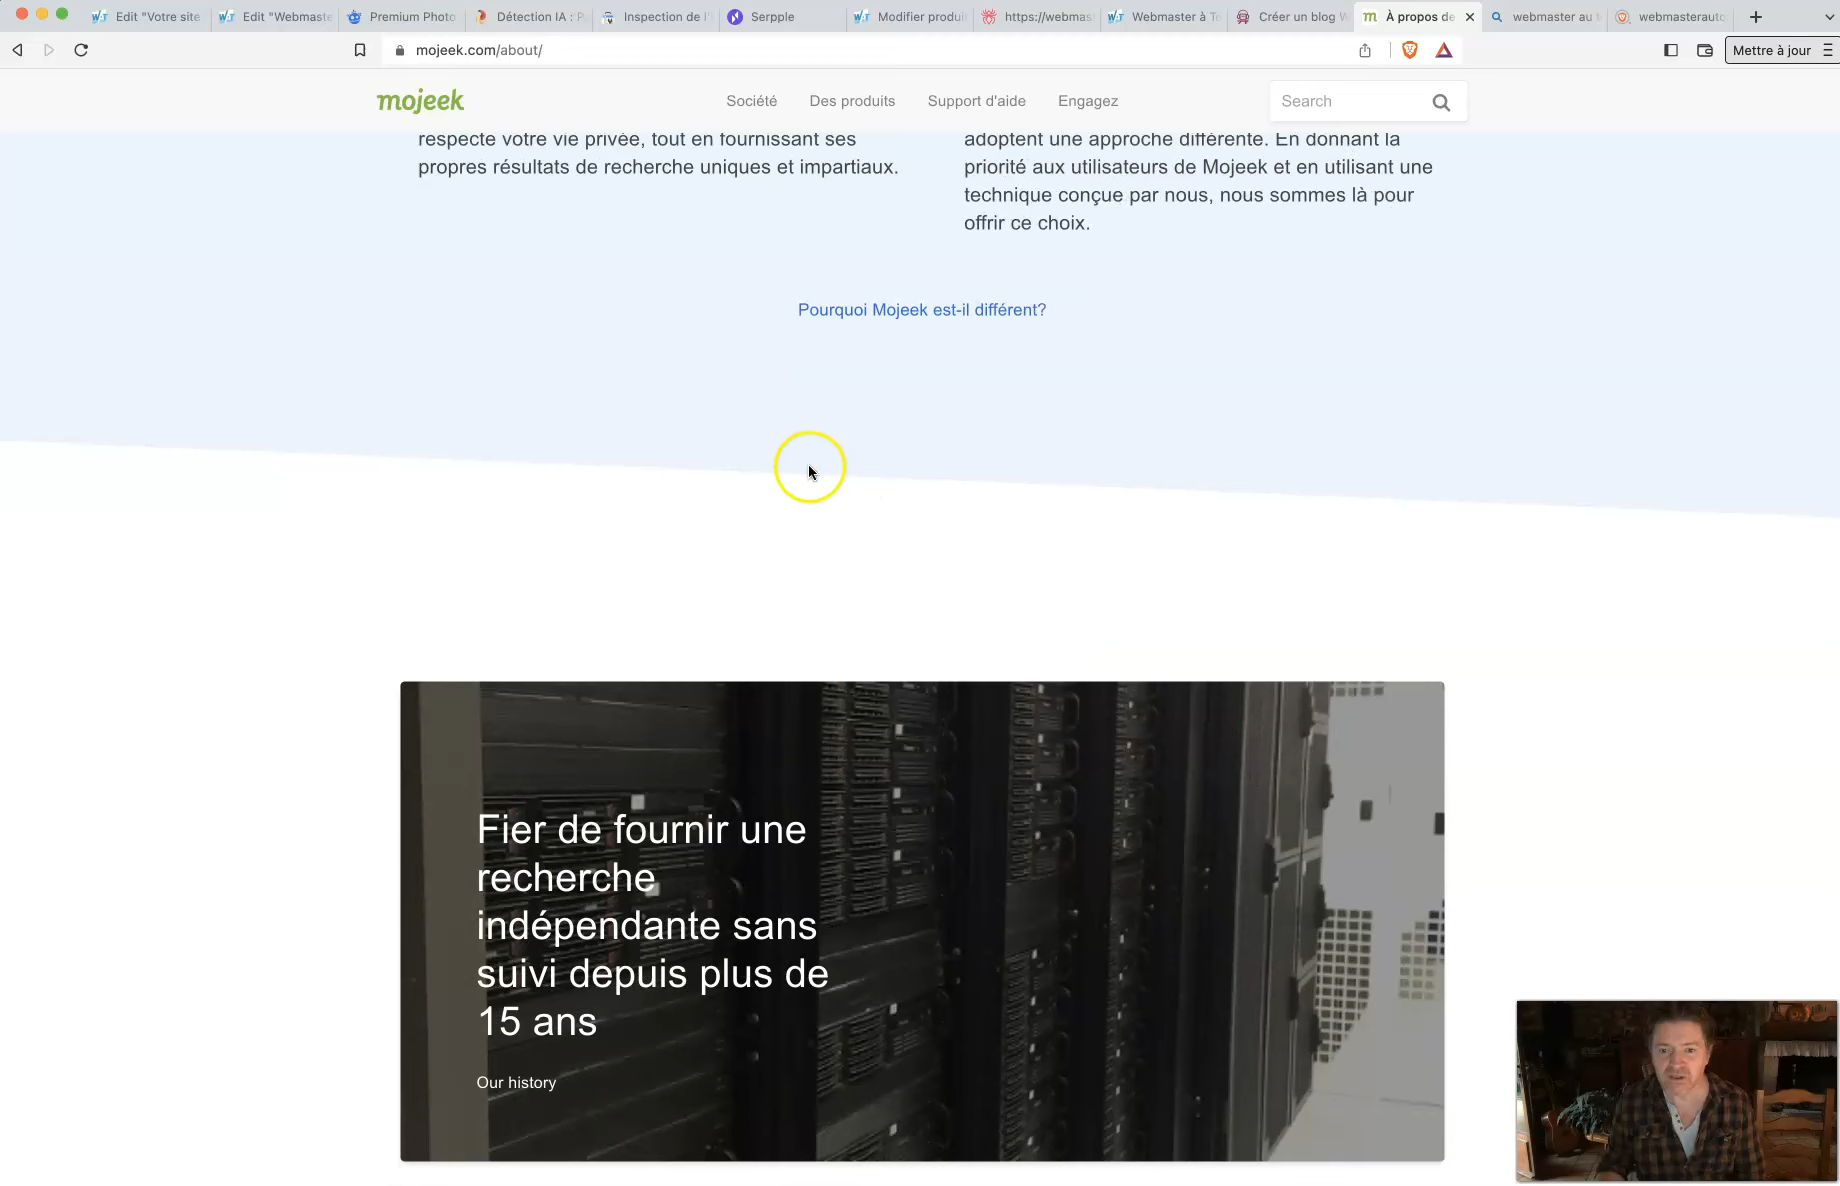 Edit "Votre site
Edit "Webmaste
Premium Photo
Détection IA : P
Inspection de l'
Serpple
Modifier produi
https://webmas
Webmaster à T
Créer un blog W
À propos de
webmaster au t
webmasterauto
mojeek.com/about/
Mettre à jour
mojeek
Société
Des produits
Support d'aide
Engagez
Search
respecte votre vie privée, tout en fournissant ses
propres résultats de recherche uniques et impartiaux.
adoptent une approche différente. En donnant la
priorité aux utilisateurs de Mojeek et en utilisant une
technique conçue par nous, nous sommes là pour
offrir ce choix.
Pourquoi Mojeek est-il différent?
Fier de fournir une
recherche
indépendante sans
suivi depuis plus de
15 ans
Our history